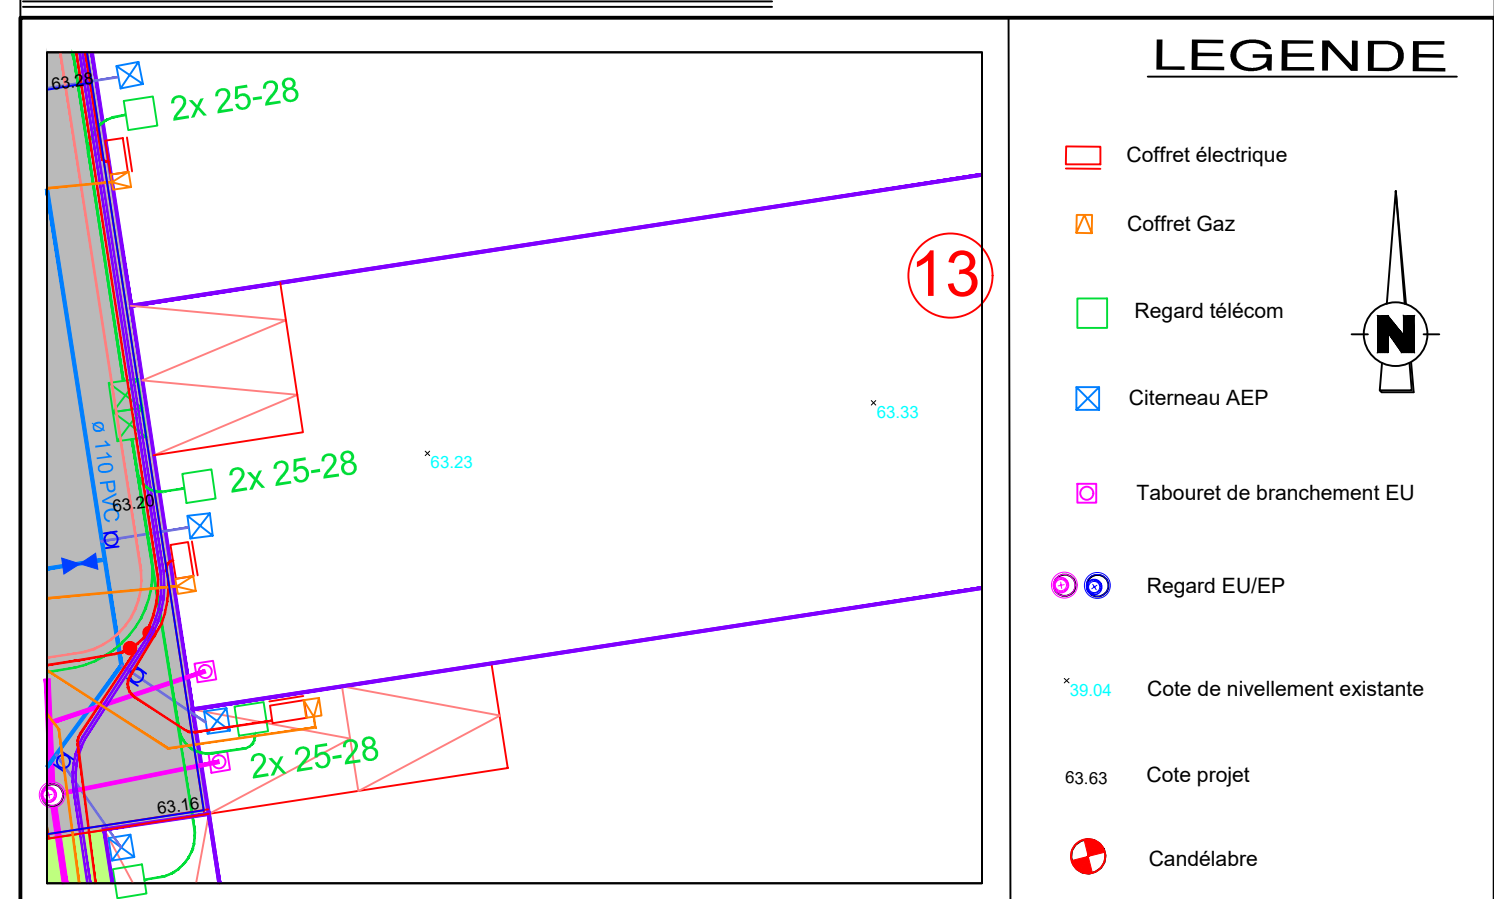 LEGENDE
63.28
2x 25-28
Coffret électrique
Coffret Gaz
13
Regard télécom
N
Citerneau AEP
63.33
ø 110 PVC
63.23
2x 25-28
63.20
Tabouret de branchement EU
Regard EU/EP
39.04
Cote de nivellement existante
2x 25-28
63.63
Cote projet
63.16
Candélabre